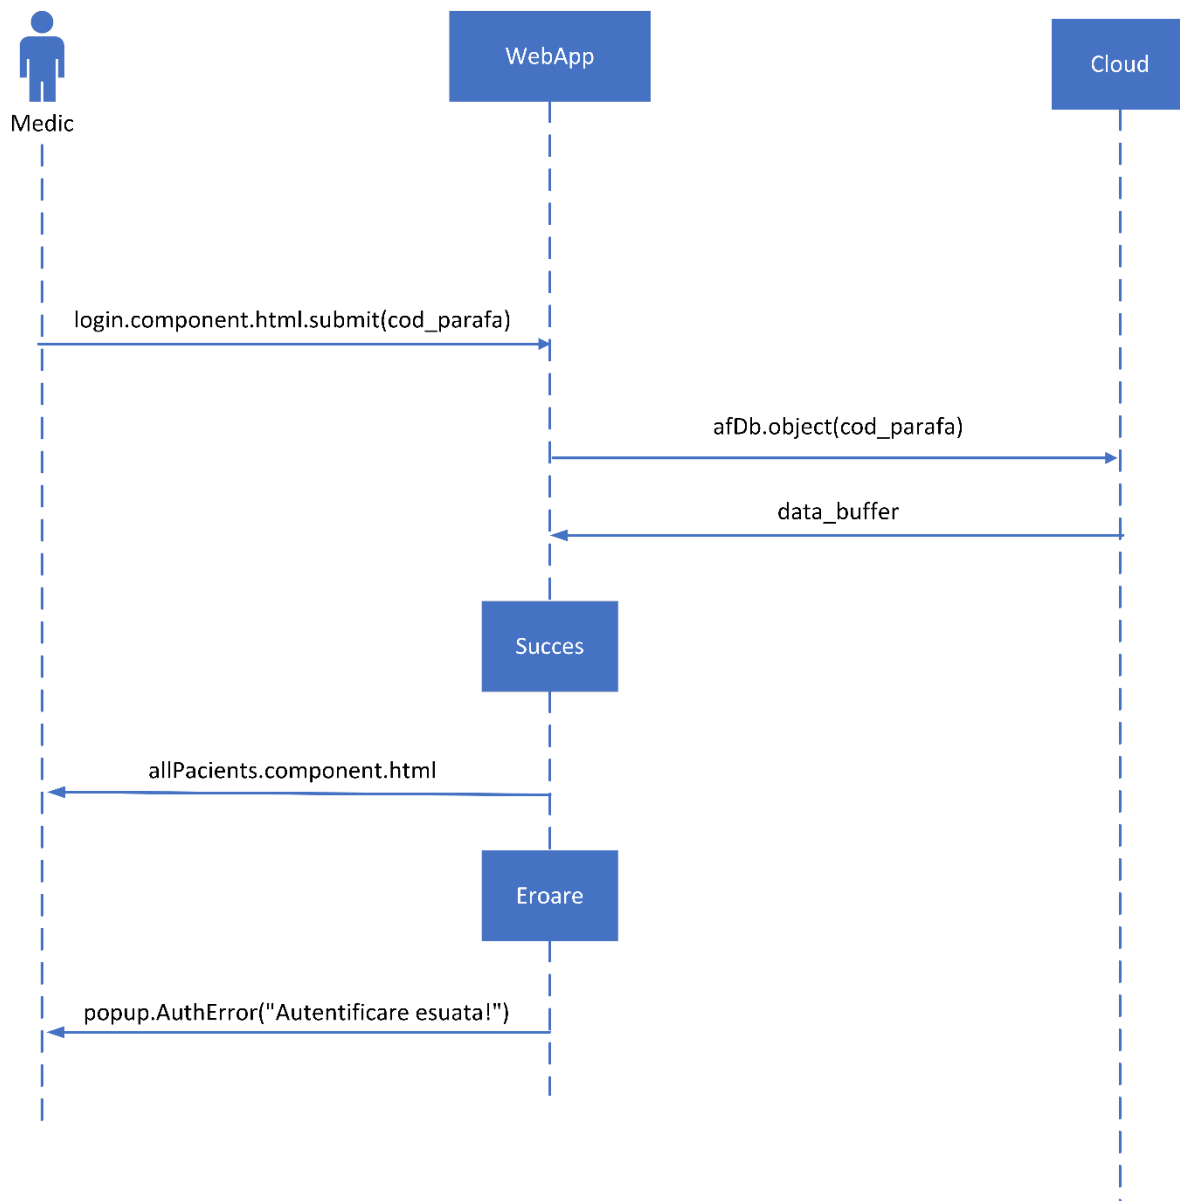 WebApp
Cloud
Medic
login.component.html.submit(cod_parafa)
afDb.object(cod_parafa)
data_buffer
Succes
allPacients.component.html
Eroare
popup.AuthError("Autentificare esuata!")